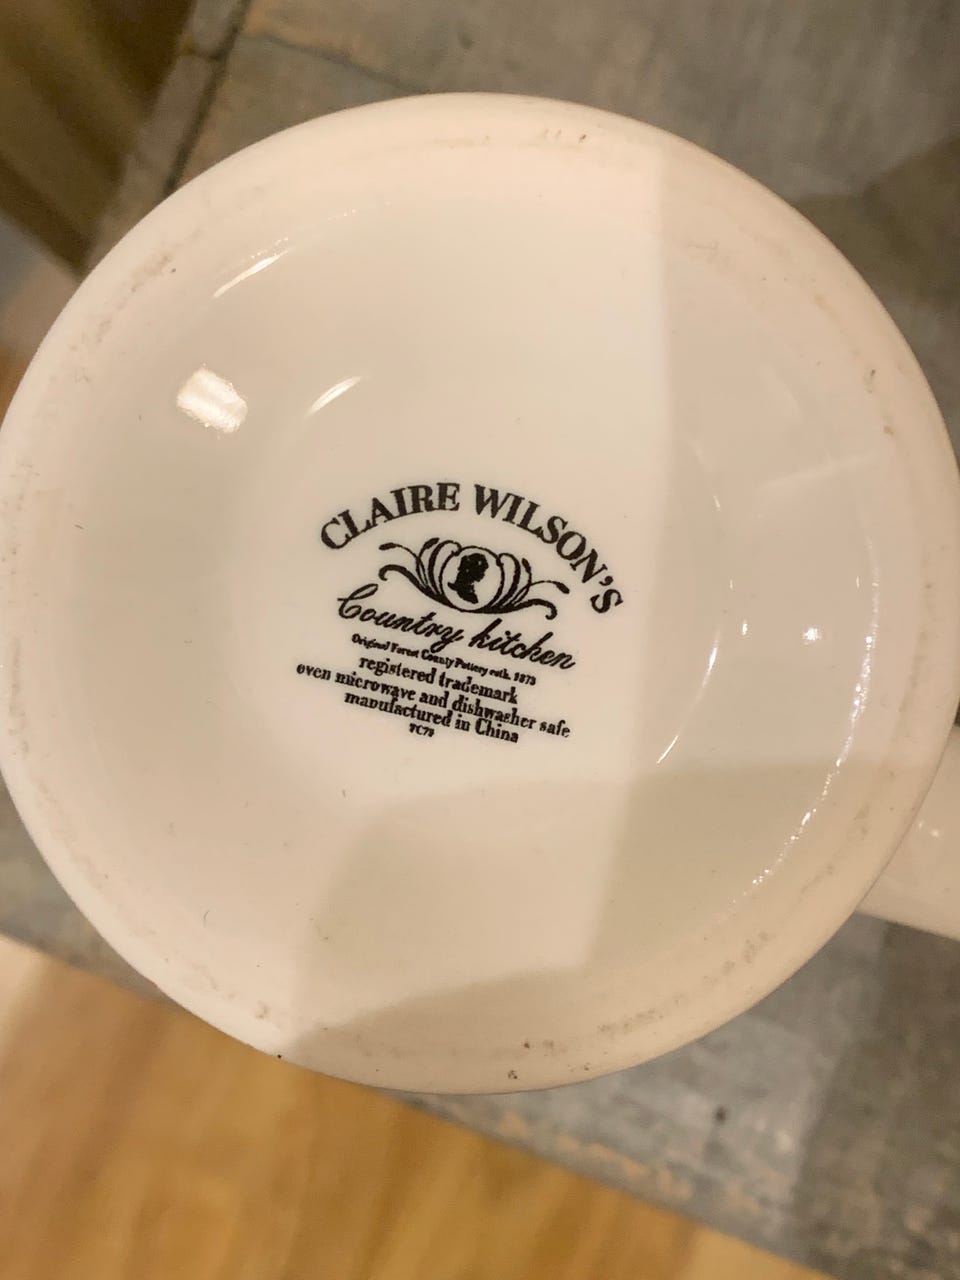 CLAIRE WILSON'S
Country kitchen
Original Forest County Pottery estb. 1873
registered trademark
oven microwave and dishwasher safe
manufactured in China
TC73